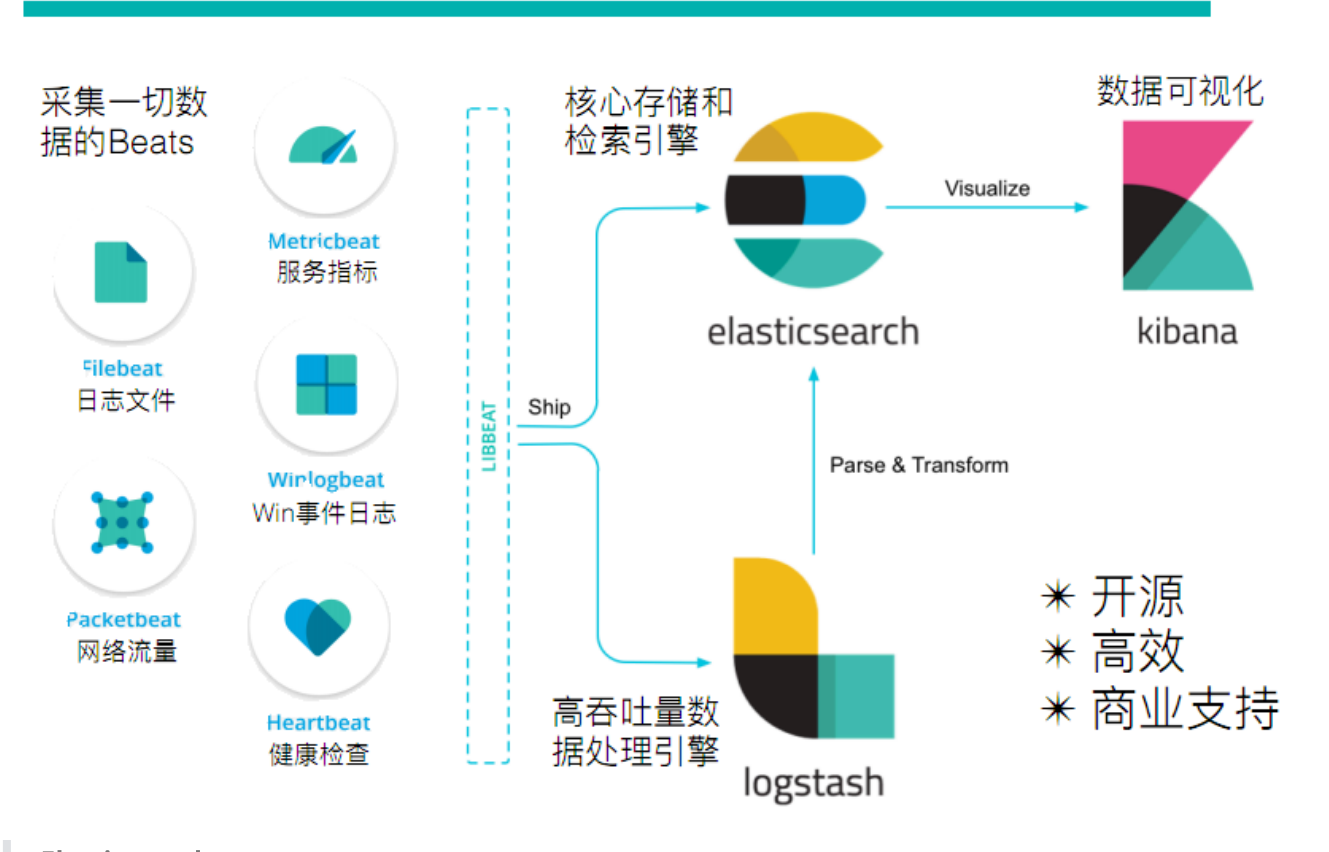 采集一切数
据的Beats
Metricbeat
服务指标
Filebeat
日志文件
Winlogbeat
Win事件日志
Packetbeat
网络流量
Heartbeat
健康检查
LIBBEAT
Ship
核心存储和
检索引擎
elasticsearch
Visualize
数据可视化
kibana
Parse & Transform
高吞吐量数
据处理引擎
logstash
✴ 开源
✴ 高效
✴ 商业支持